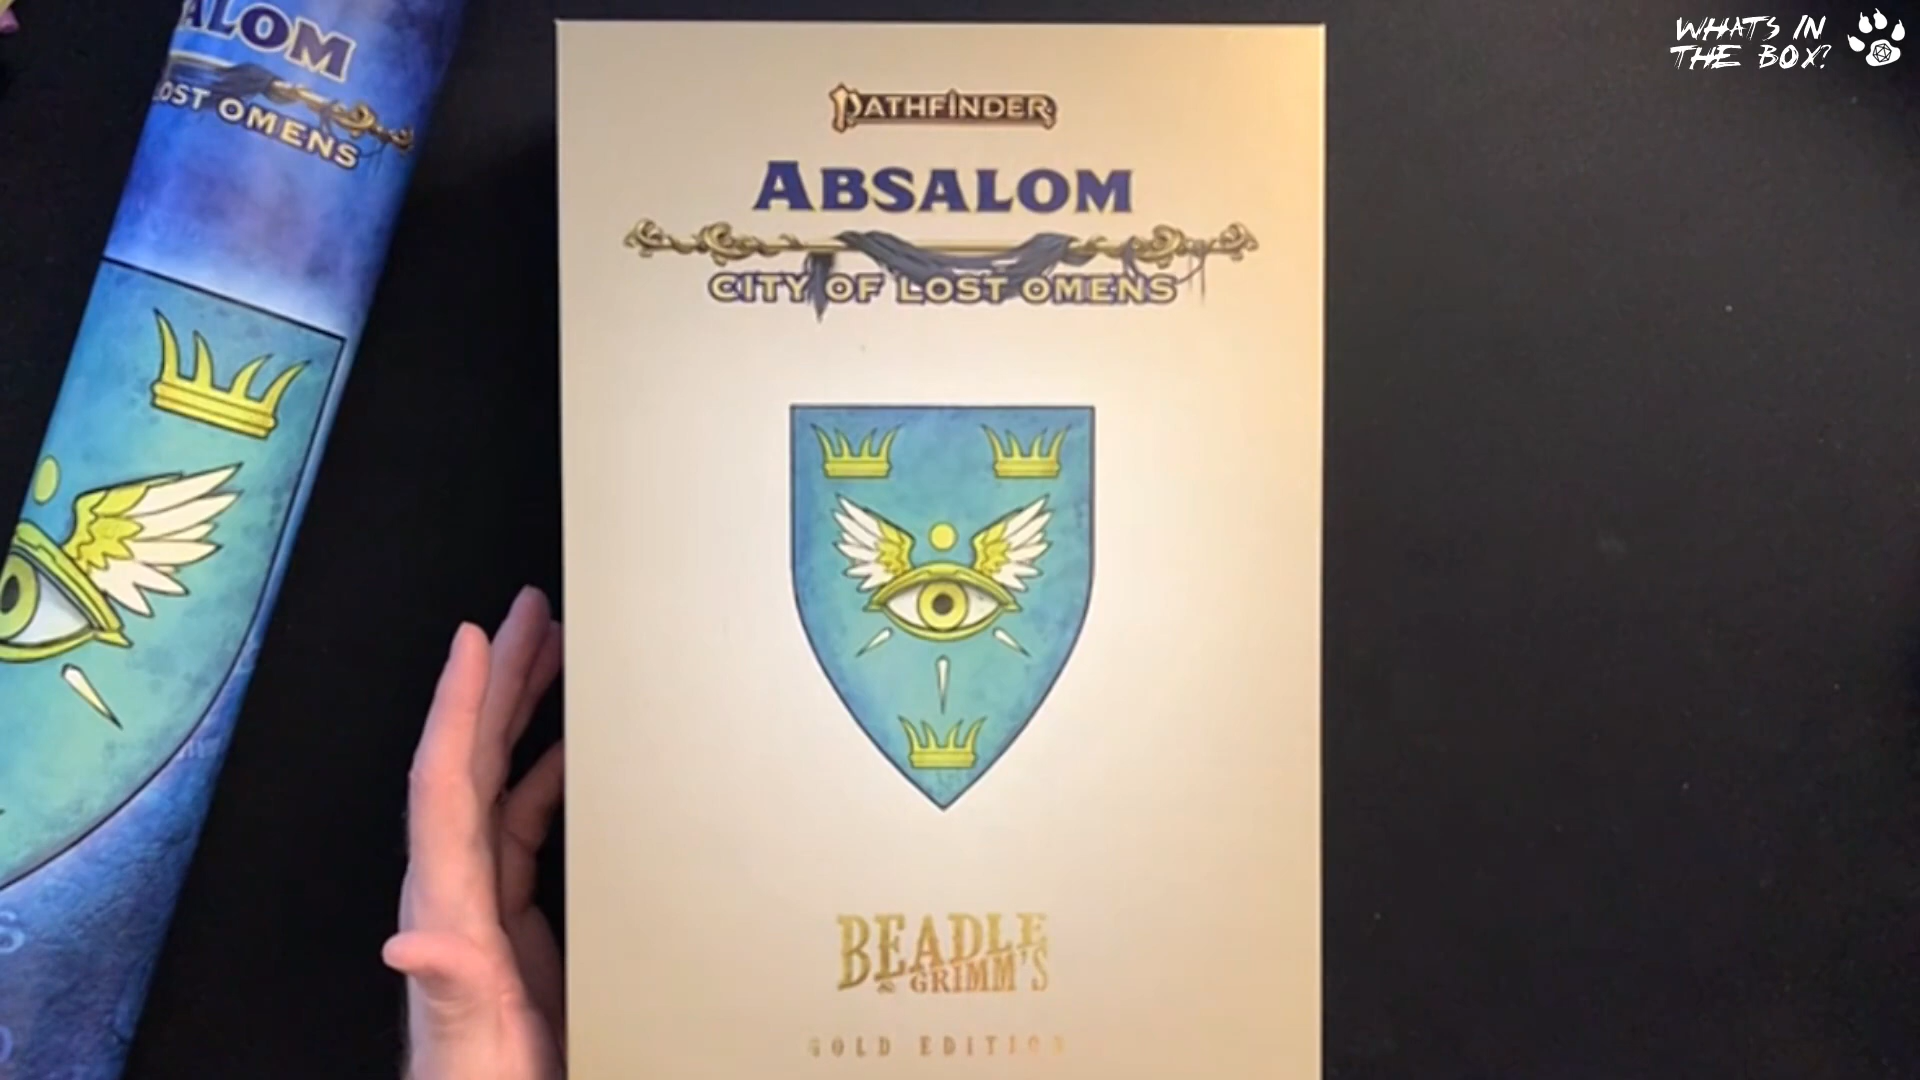 WHATS IN
THE BOX?
ALOM
LOST OMENS
PATHFINDER
ABSALOM
CITY OF LOST OMENS
BEADLE
& GRIMM'S
GOLD EDITION